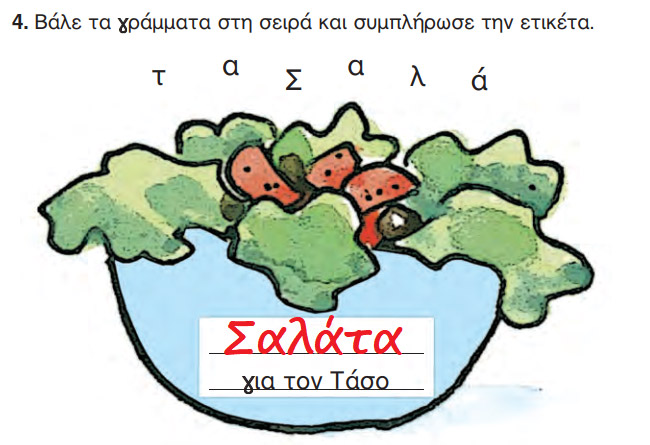 4. Βάλε τα γράμματα στη σειρά και συμπλήρωσε την ετικέτα.
τ α Σ α λ ά
Σαλάτα
για τον Τάσο